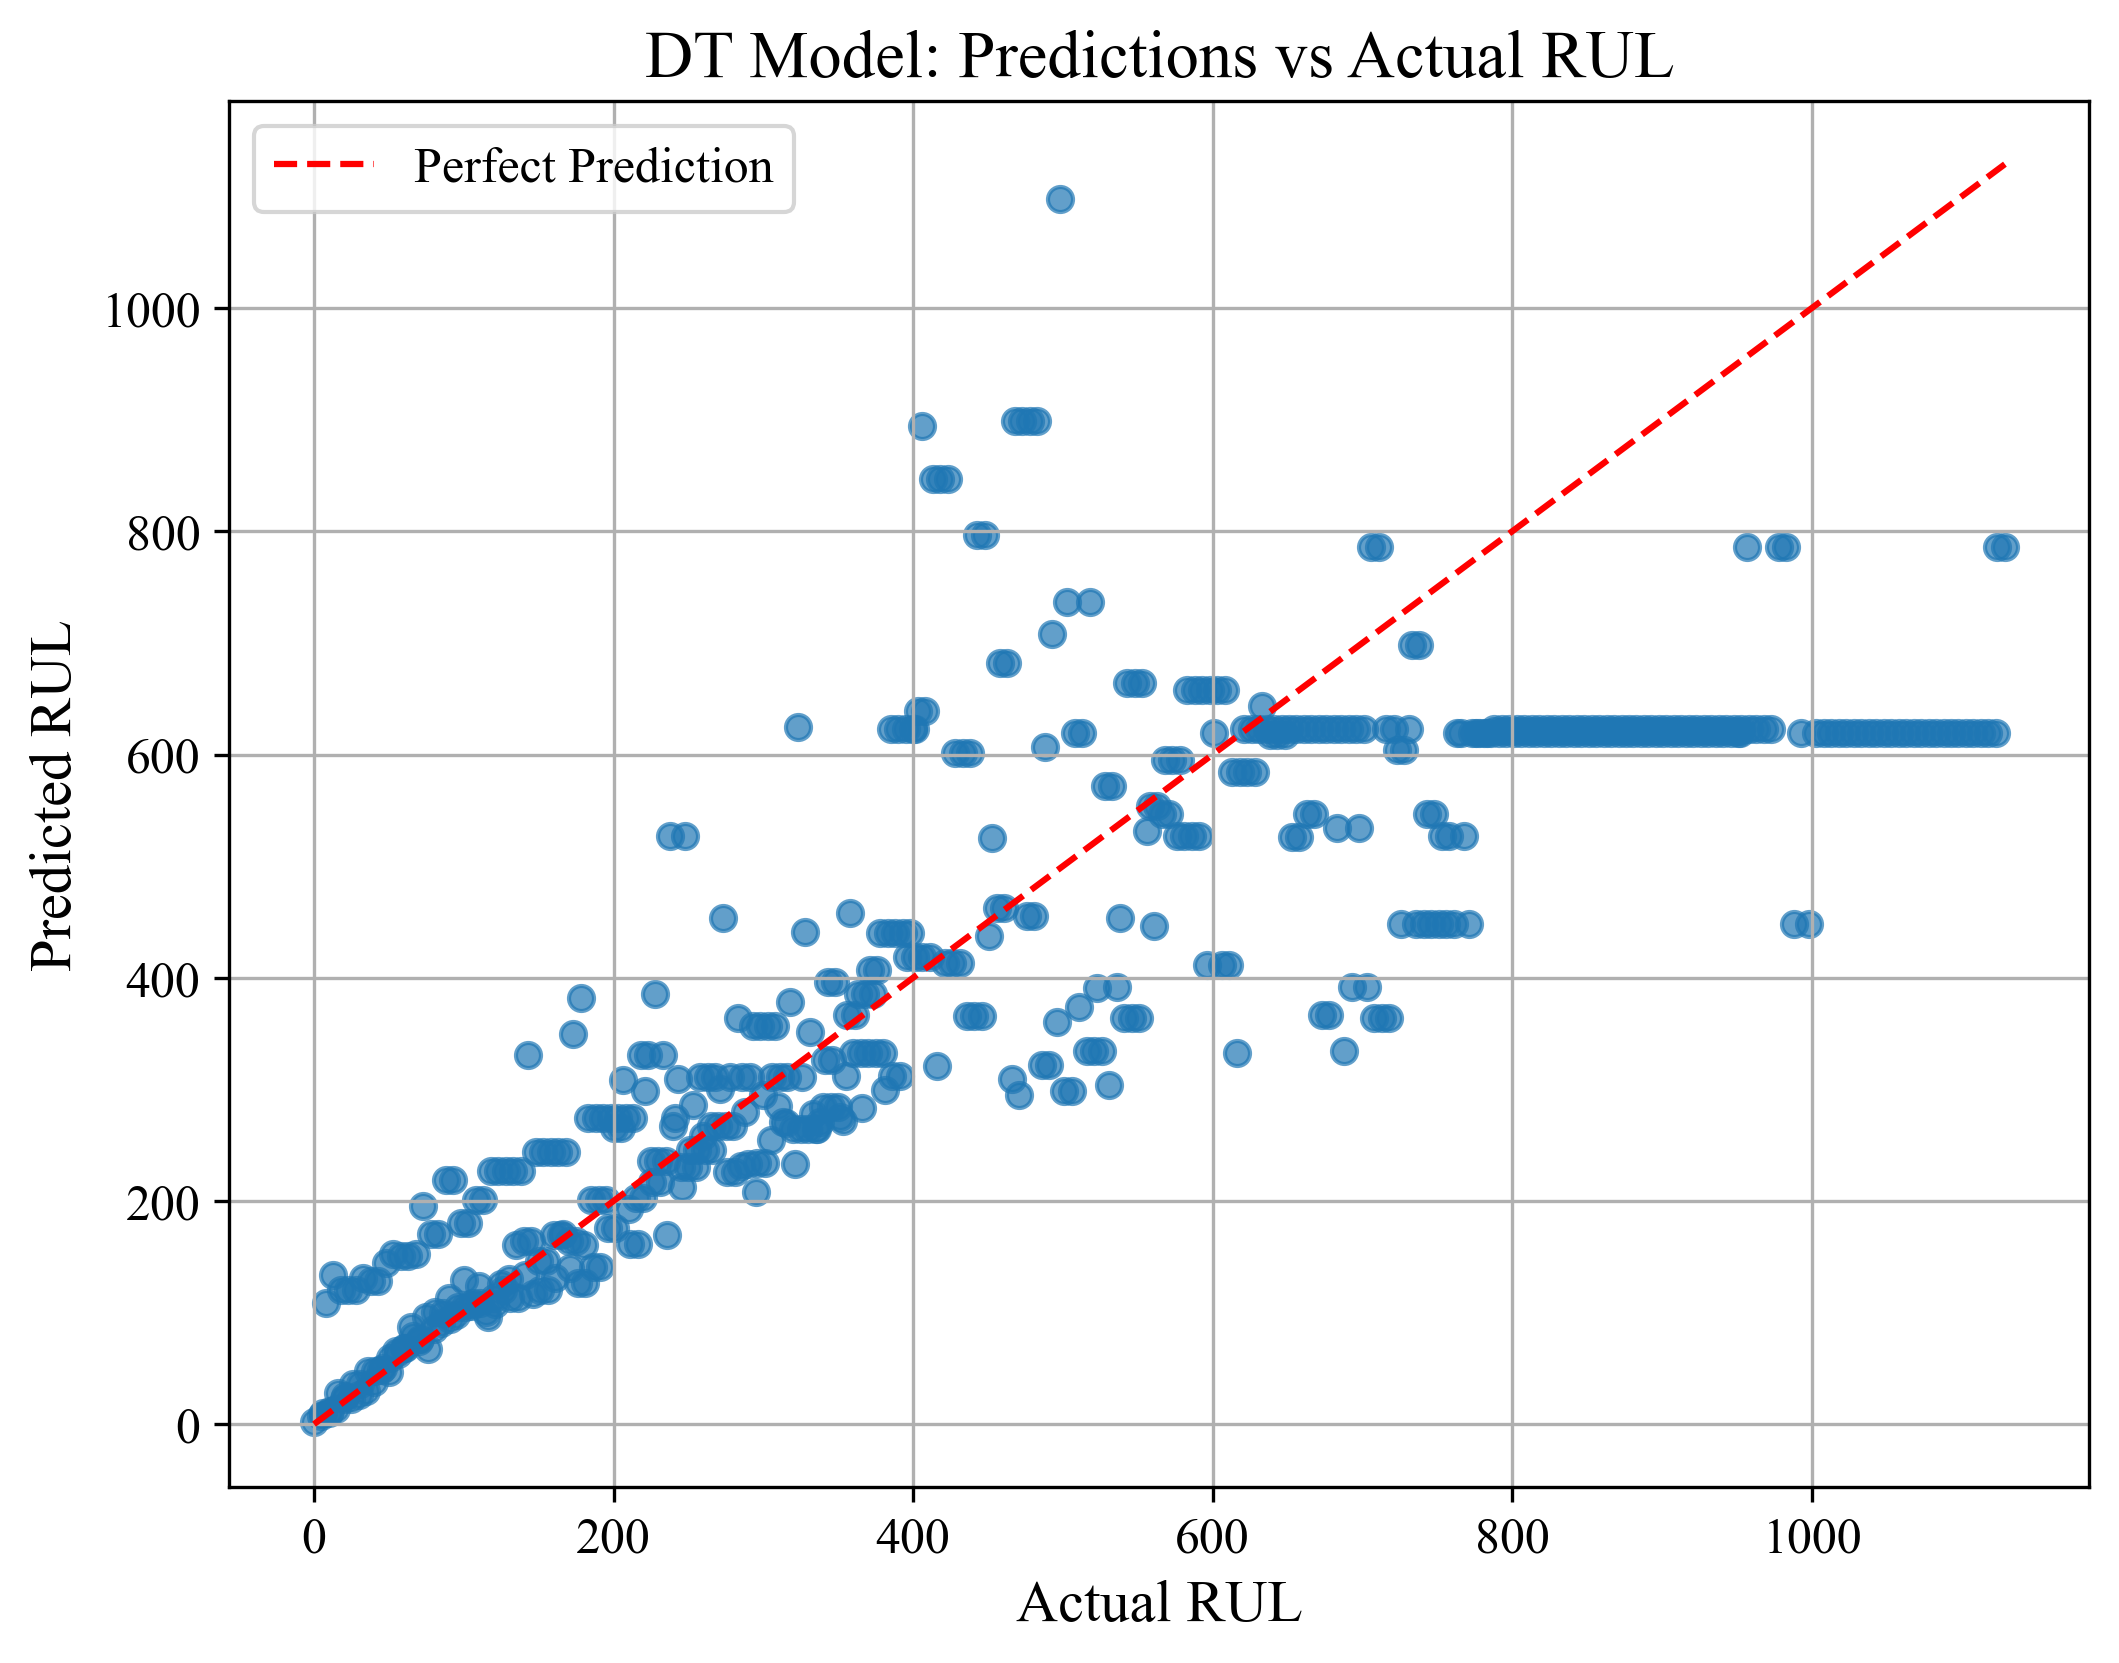 DT Model: Predictions vs Actual RUL
Perfect Prediction
Predicted RUL
1000
800
600
400
200
0
0 200 400 600 800 1000
Actual RUL